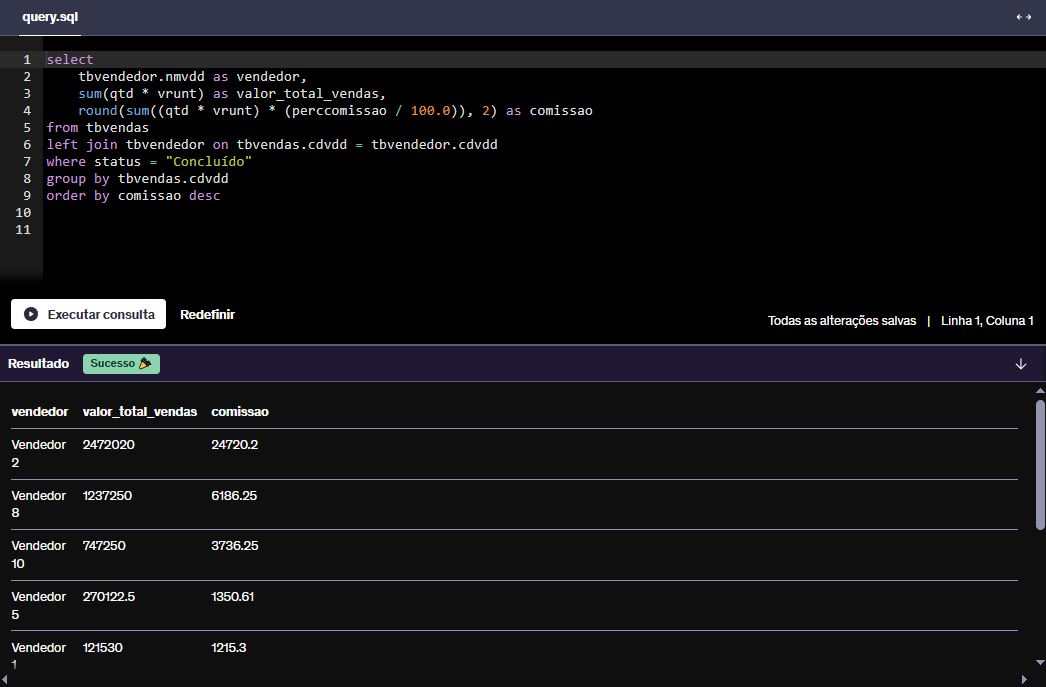 query.sql
1 select
2     tbvendedor.nmvdd as vendedor,
3     sum(qtd * vrunt) as valor_total_vendas,
4     round(sum((qtd * vrunt) * (perccomissao / 100.0)), 2) as comissao
5 from tbvendas
6 left join tbvendedor on tbvendas.cdvdd = tbvendedor.cdvdd
7 where status = "Concluído"
8 group by tbvendas.cdvdd
9 order by comissao desc
10
11
Executar consulta Redefinir Todas as alterações salvas | Linha 1, Coluna 1
Resultado Sucesso 🎉
vendedor valor_total_vendas comissao
Vendedor 2472020 24720.2
2
Vendedor 1237250 6186.25
8
Vendedor 747250 3736.25
10
Vendedor 270122.5 1350.61
5
Vendedor 121530 1215.3
1